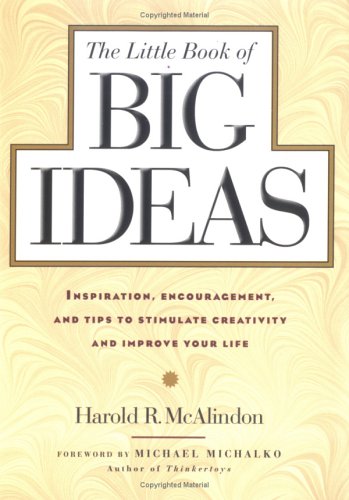 Copyrighted Material
The Little Book of
BIG
IDEAS
INSPIRATION, ENCOURAGEMENT,
AND TIPS TO STIMULATE CREATIVITY
AND IMPROVE YOUR LIFE
Harold R. McAlindon
FOREWORD BY MICHAEL MICHALKO
Author of Thinkertoys
Copyrighted Material